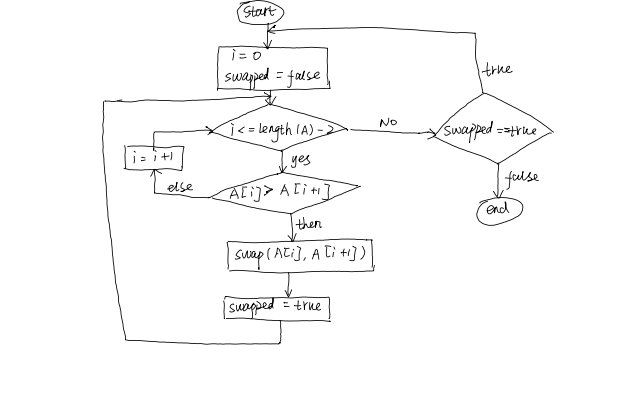 Start
i = 0
swapped = false
i <= length(A) - 2
No
swapped == true
true
false
end
yes
i = i + 1
else
A[i] > A[i+1]
then
swap(A[i], A[i+1])
swapped = true